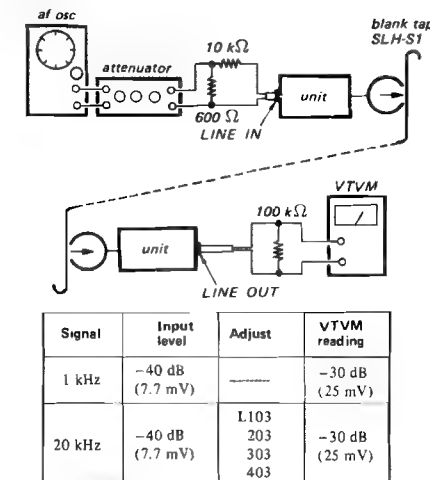 af osc
attenuator
10 kΩ
600 Ω
LINE IN
unit
SLH-S1
VTVM
100 kΩ
unit
LINE OUT
Signal Input level Adjust VTVM reading
1 kHz −40 dB (7.7 mV) −30 dB (25 mV)
20 kHz −40 dB (7.7 mV) L103 203 303 403 −30 dB (25 mV)